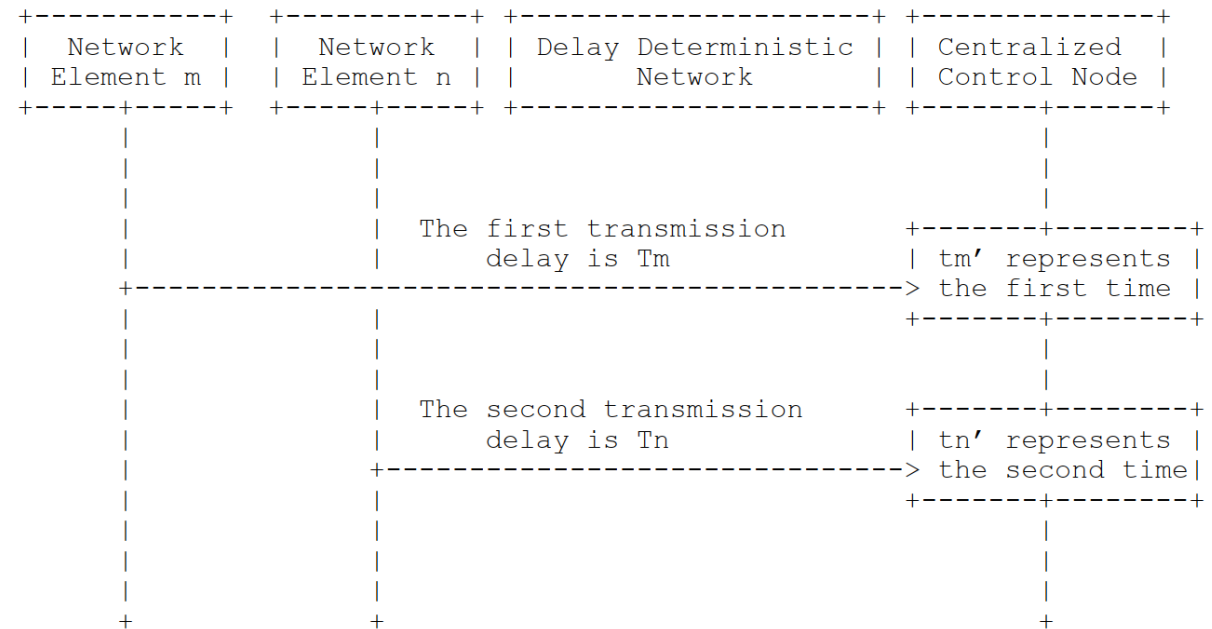 +-----------+  +-----------+ +---------------------+ +--------------+
|  Network  |  |  Network  | | Delay Deterministic | | Centralized  |
| Element m |  | Element n | |       Network       | | Control Node |
+-----+-----+  +-----+-----+ +---------------------+ +-------+------+
      |              |                                       |
      |              |                                       |
      |              |                                       |
      |              |  The first transmission       +-------+--------+
      |              |      delay is Tm              | tm’ represents |
      +----------------------------------------------> the first time |
      |              |                               +-------+--------+
      |              |                                       |
      |              |                                       |
      |              |  The second transmission      +-------+--------+
      |              |      delay is Tn              | tn’ represents |
      |              +-------------------------------> the second time|
      |              |                               +-------+--------+
      |              |                                       |
      |              |                                       |
      |              |                                       |
      +              +                                       +